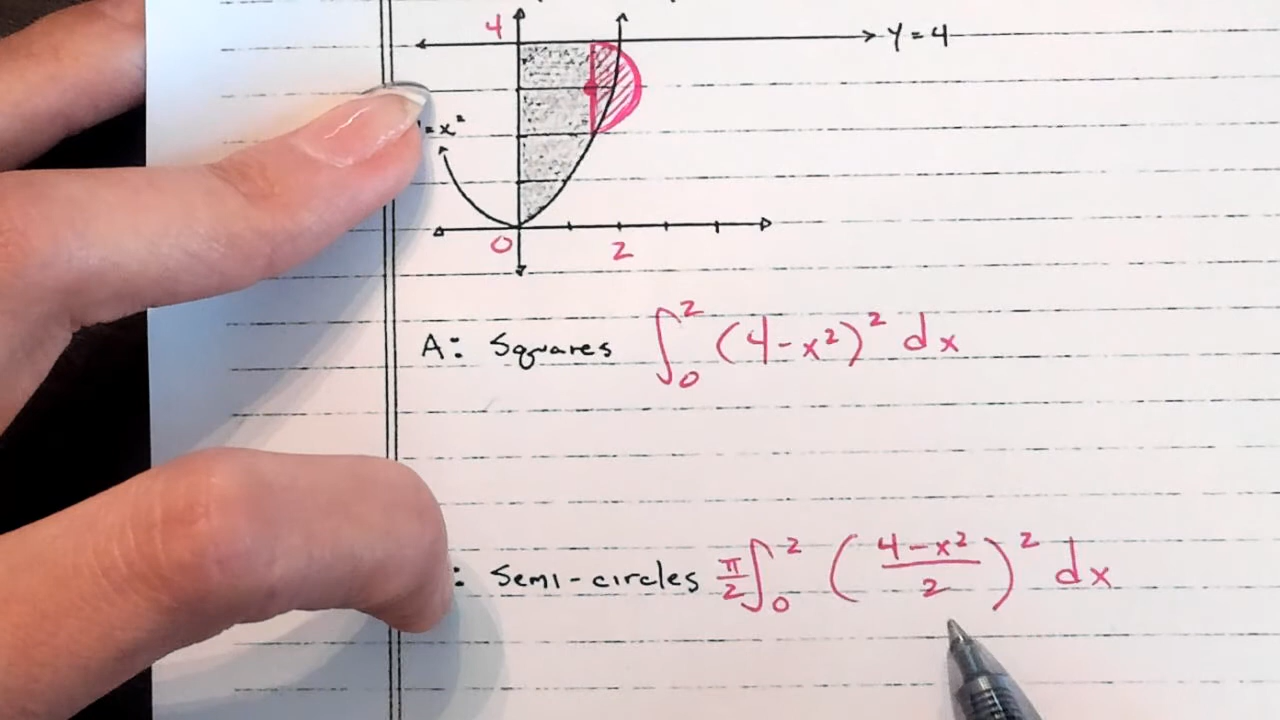 4
y = 4
= x²
0
2
A: Squares ∫₀² (4-x²)² dx
: Semi-circles π/2 ∫₀² ((4-x²)/2)² dx